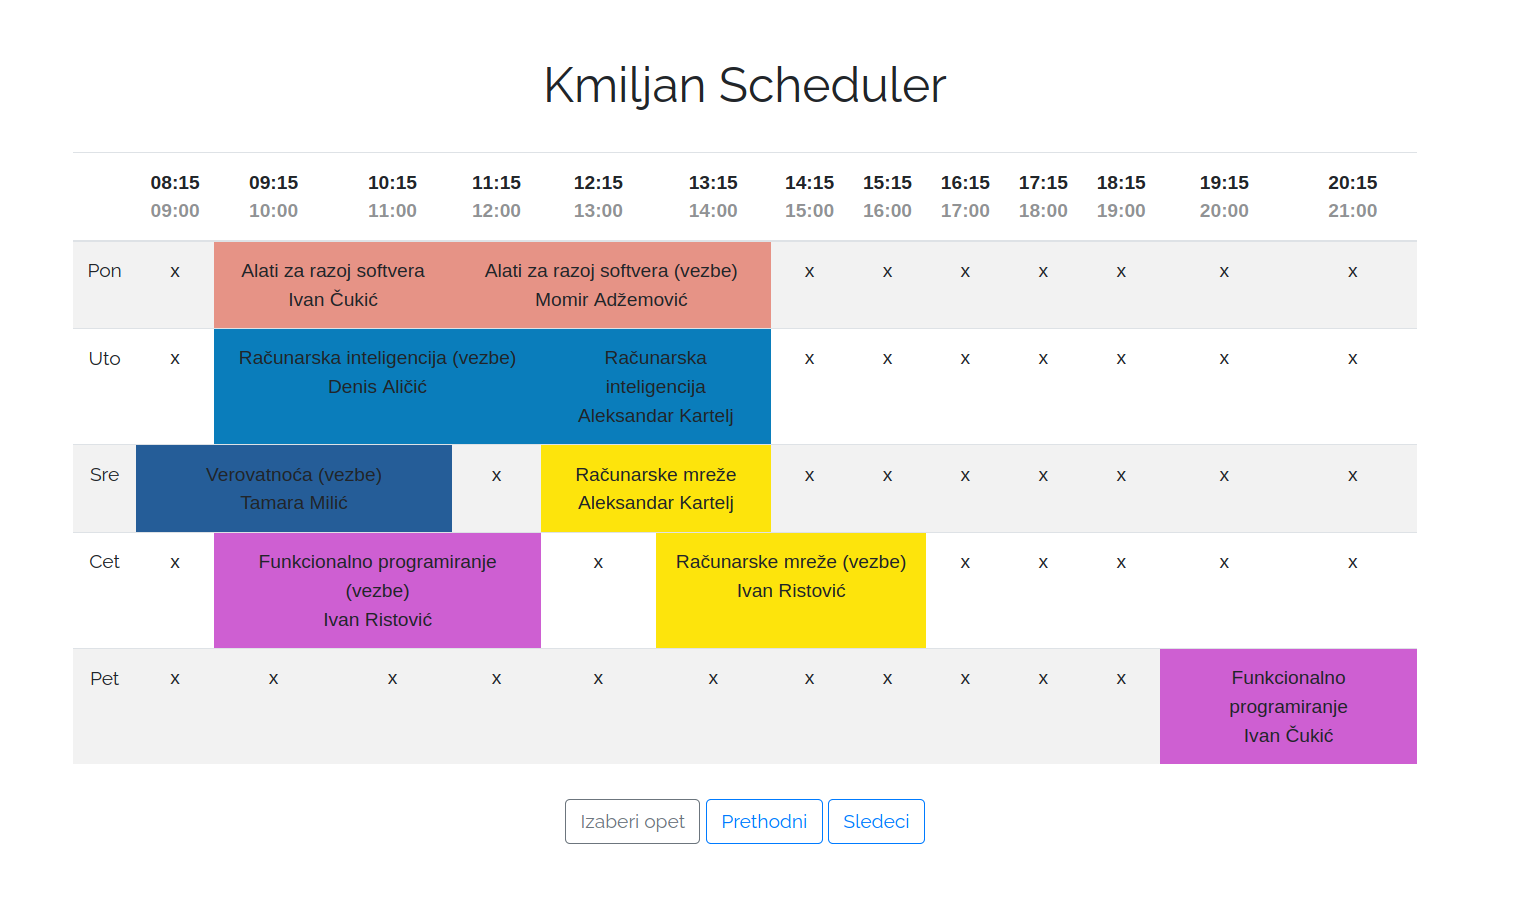 Kmiljan Scheduler
08:15 09:15 10:15 11:15 12:15 13:15 14:15 15:15 16:15 17:15 18:15 19:15 20:15
09:00 10:00 11:00 12:00 13:00 14:00 15:00 16:00 17:00 18:00 19:00 20:00 21:00
Pon x Alati za razoj softvera Alati za razoj softvera (vezbe) x x x x x x x
Ivan Čukić Momir Adžemović
Uto x Računarska inteligencija (vezbe) Računarska x x x x x x x
Denis Aličić inteligencija
Aleksandar Kartelj
Sre Verovatnoća (vezbe) x Računarske mreže x x x x x x x
Tamara Milić Aleksandar Kartelj
Cet x Funkcionalno programiranje x Računarske mreže (vezbe) x x x x x
(vezbe) Ivan Ristović
Ivan Ristović
Pet x x x x x x x x x x x Funkcionalno
programiranje
Ivan Čukić
Izaberi opet Prethodni Sledeci